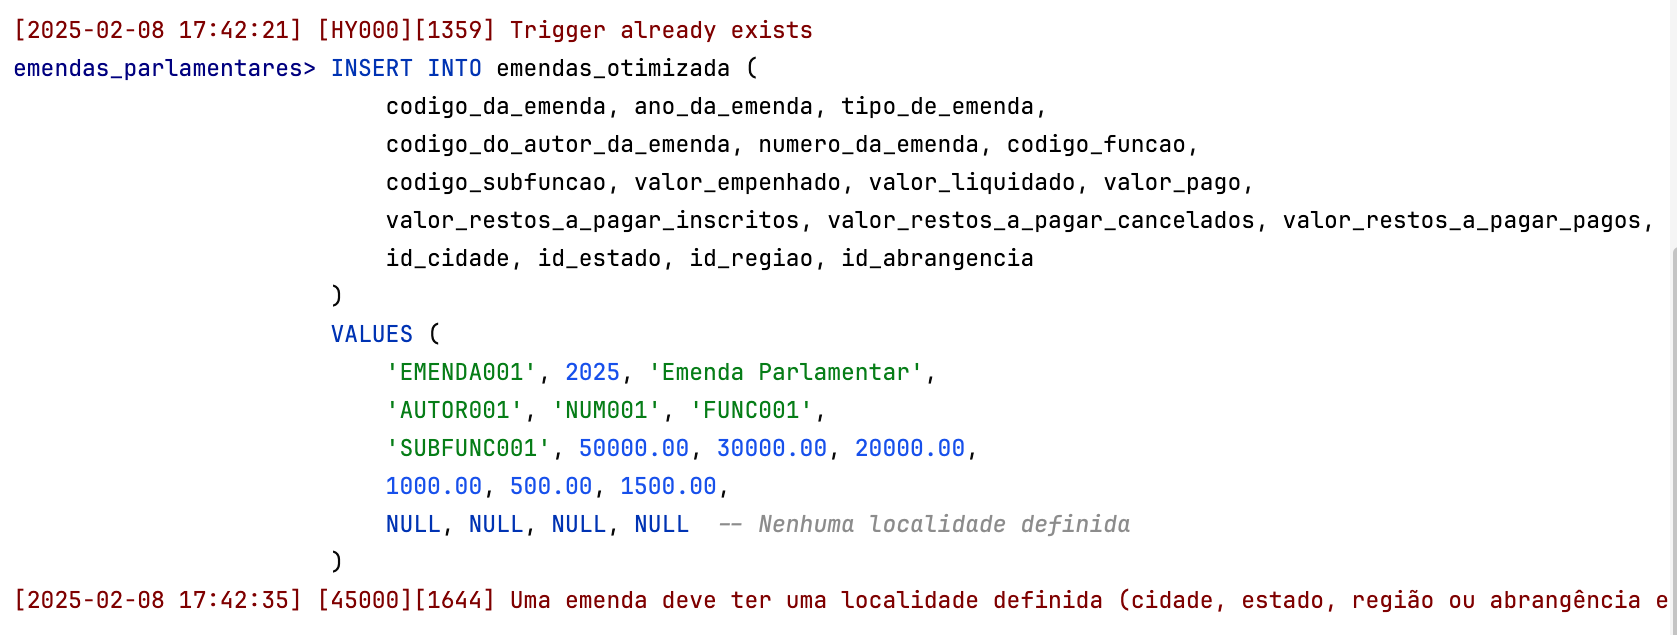 [2025-02-08 17:42:21] [HY000][1359] Trigger already exists
emendas_parlamentares> INSERT INTO emendas_otimizada (
codigo_da_emenda, ano_da_emenda, tipo_de_emenda,
codigo_do_autor_da_emenda, numero_da_emenda, codigo_funcao,
codigo_subfuncao, valor_empenhado, valor_liquidado, valor_pago,
valor_restos_a_pagar_inscritos, valor_restos_a_pagar_cancelados, valor_restos_a_pagar_pagos,
id_cidade, id_estado, id_regiao, id_abrangencia
)
VALUES (
'EMENDA001', 2025, 'Emenda Parlamentar',
'AUTOR001', 'NUM001', 'FUNC001',
'SUBFUNC001', 50000.00, 30000.00, 20000.00,
1000.00, 500.00, 1500.00,
NULL, NULL, NULL, NULL  -- Nenhuma localidade definida
)
[2025-02-08 17:42:35] [45000][1644] Uma emenda deve ter uma localidade definida (cidade, estado, região ou abrangência e